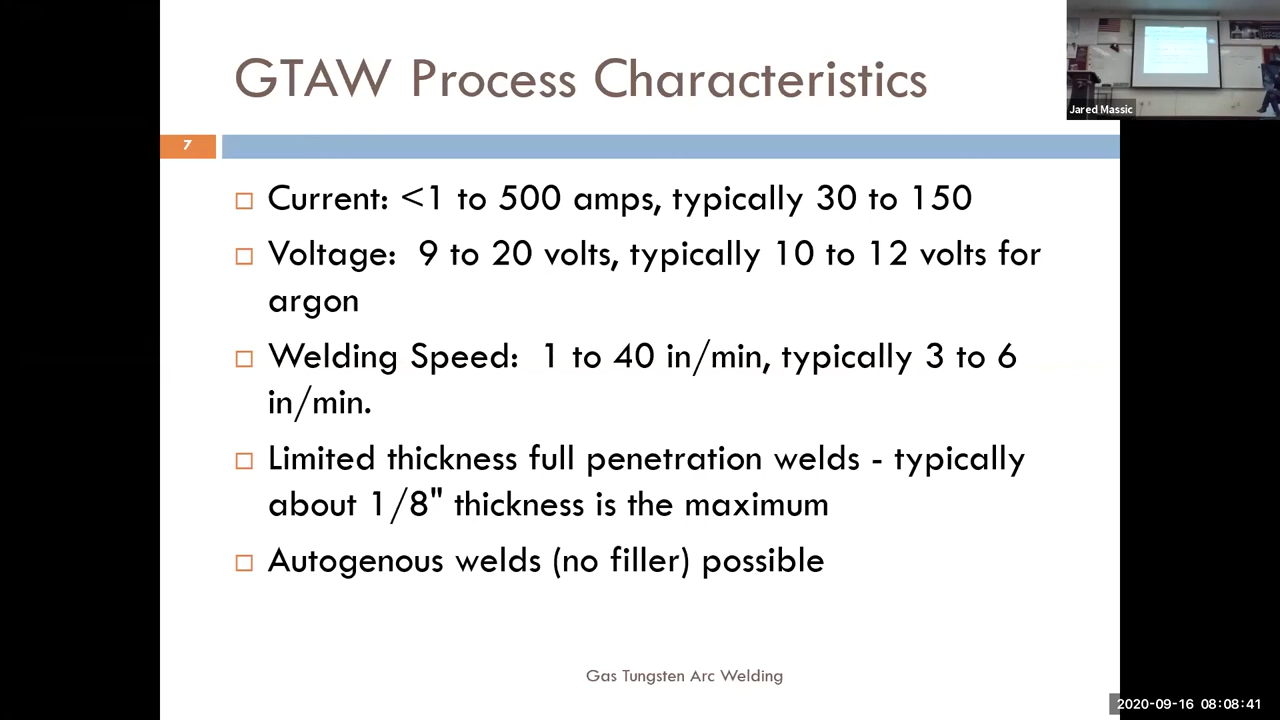 GTAW Process Characteristics
Jared Massic
7
Current: <1 to 500 amps, typically 30 to 150
Voltage:  9 to 20 volts, typically 10 to 12 volts for
argon
Welding Speed:  1 to 40 in/min, typically 3 to 6
in/min.
Limited thickness full penetration welds - typically
about 1/8" thickness is the maximum
Autogenous welds (no filler) possible
Gas Tungsten Arc Welding
2020-09-16 08:08:41